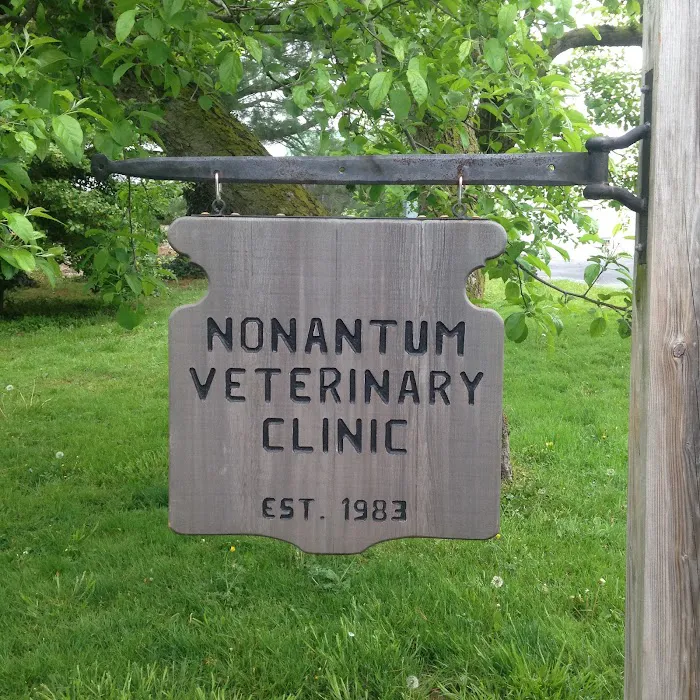 NONANTUM
VETERINARY
CLINIC
EST. 1983